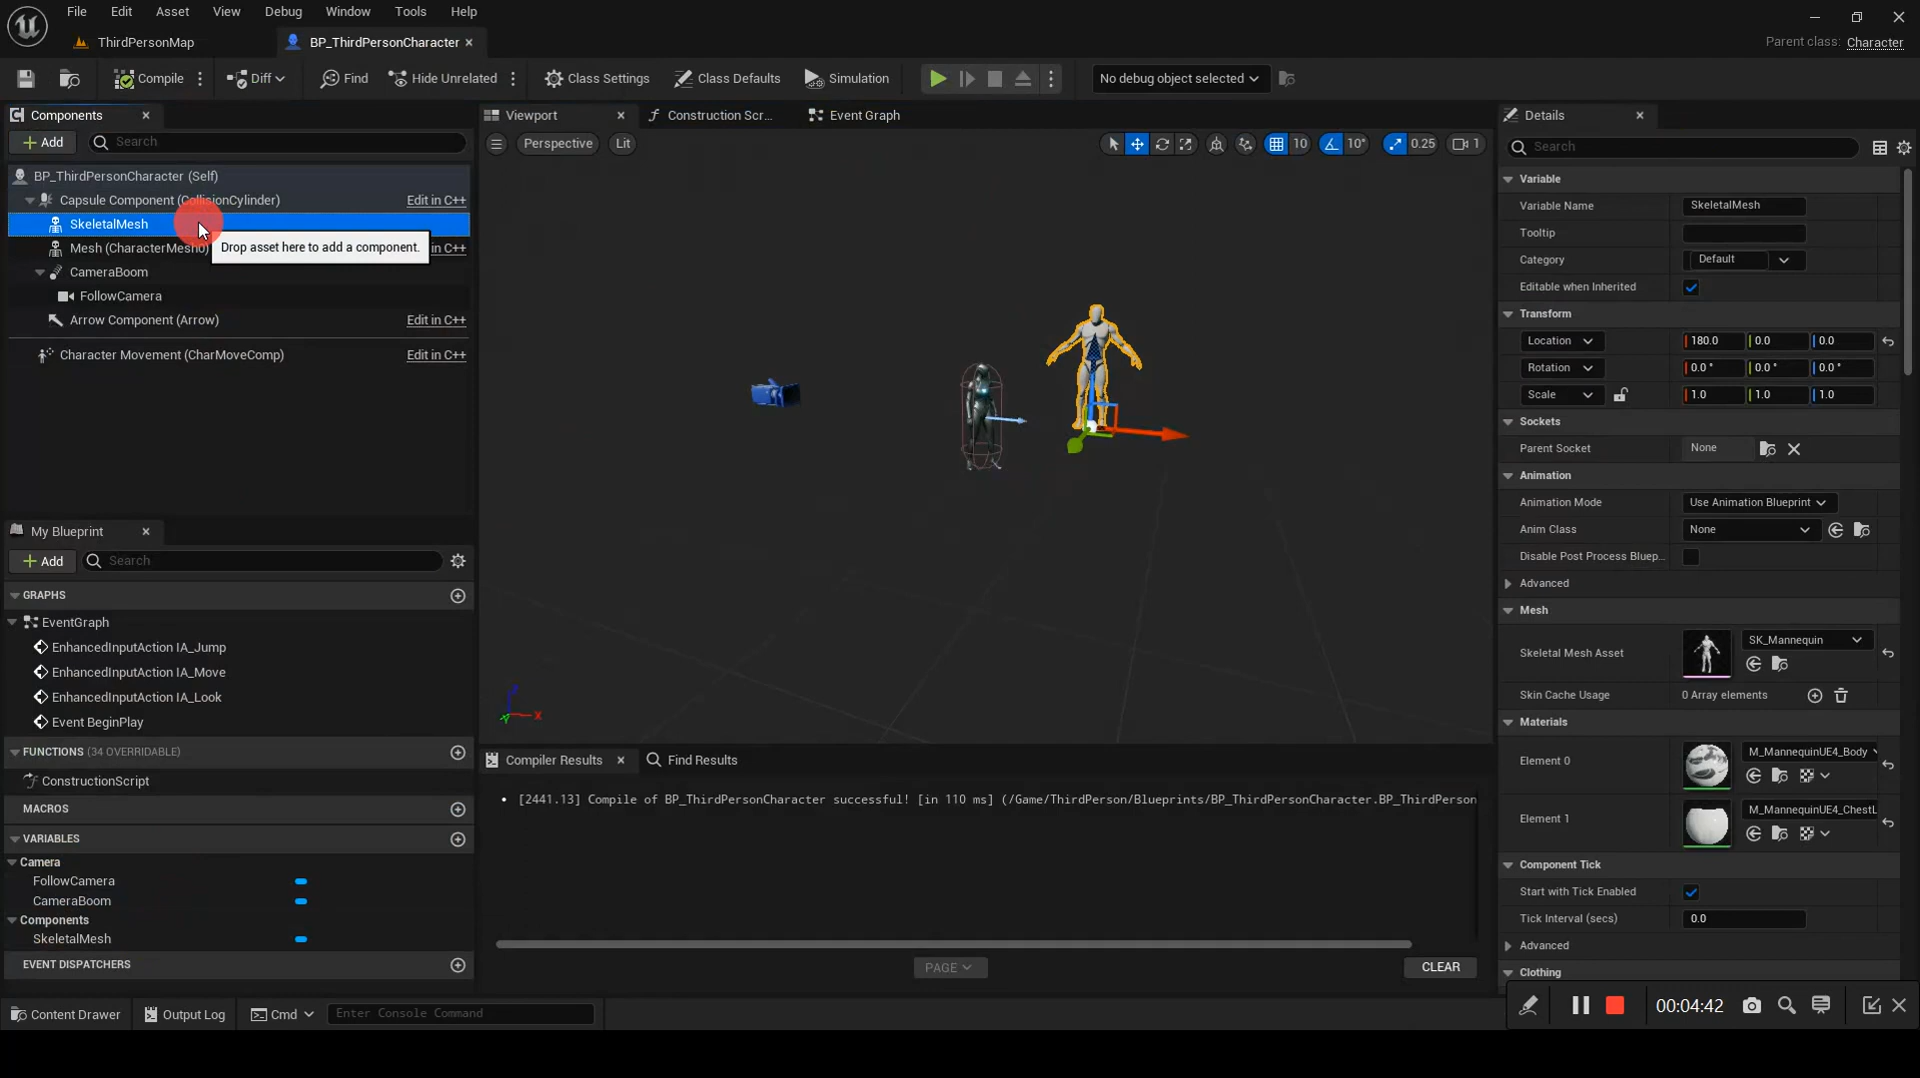 File Edit Asset View Debug Window Tools Help
ThirdPersonMap BP_ThirdPersonCharacter Parent class: Character
Compile Diff Find Hide Unrelated Class Settings Class Defaults Simulation No debug object selected
Components
Add Search
BP_ThirdPersonCharacter (Self)
Capsule Component (CollisionCylinder) Edit in C++
SkeletalMesh
Mesh (CharacterMesh0) in C++
Drop asset here to add a component.
CameraBoom
FollowCamera
Arrow Component (Arrow) Edit in C++
Character Movement (CharMoveComp) Edit in C++
My Blueprint
Add Search
GRAPHS
EventGraph
EnhancedInputAction IA_Jump
EnhancedInputAction IA_Move
EnhancedInputAction IA_Look
Event BeginPlay
FUNCTIONS (34 OVERRIDABLE)
ConstructionScript
MACROS
VARIABLES
Camera
FollowCamera
CameraBoom
Components
SkeletalMesh
EVENT DISPATCHERS
Viewport Construction Scr... Event Graph
Perspective Lit 10 10° 0.25 1
Z
X
Y
Compiler Results Find Results
[2441.13] Compile of BP_ThirdPersonCharacter successful! [in 110 ms] (/Game/ThirdPerson/Blueprints/BP_ThirdPersonCharacter.BP_ThirdPerson
PAGE CLEAR
Details
Search
Variable
Variable Name SkeletalMesh
Tooltip
Category Default
Editable when Inherited
Transform
Location 180.0 0.0 0.0
Rotation 0.0 ° 0.0 ° 0.0 °
Scale 1.0 1.0 1.0
Sockets
Parent Socket None
Animation
Animation Mode Use Animation Blueprint
Anim Class None
Disable Post Process Bluep...
Advanced
Mesh
Skeletal Mesh Asset SK_Mannequin
Skin Cache Usage 0 Array elements
Materials
Element 0 M_MannequinUE4_Body
Element 1 M_MannequinUE4_ChestL
Component Tick
Start with Tick Enabled
Tick Interval (secs) 0.0
Advanced
Clothing
Content Drawer Output Log Cmd Enter Console Command
00:04:42